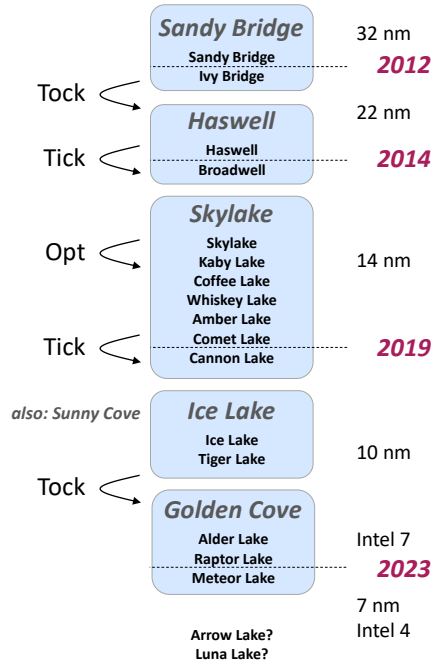 Sandy Bridge
32 nm
Sandy Bridge
2012
Ivy Bridge
Tock
22 nm
Haswell
Haswell
Tick
2014
Broadwell
Skylake
Skylake
Opt
Kaby Lake
14 nm
Coffee Lake
Whiskey Lake
Amber Lake
Comet Lake
Tick
2019
Cannon Lake
also: Sunny Cove
Ice Lake
Ice Lake
10 nm
Tiger Lake
Tock
Golden Cove
Alder Lake
Intel 7
Raptor Lake
2023
Meteor Lake
7 nm
Intel 4
Arrow Lake?
Luna Lake?